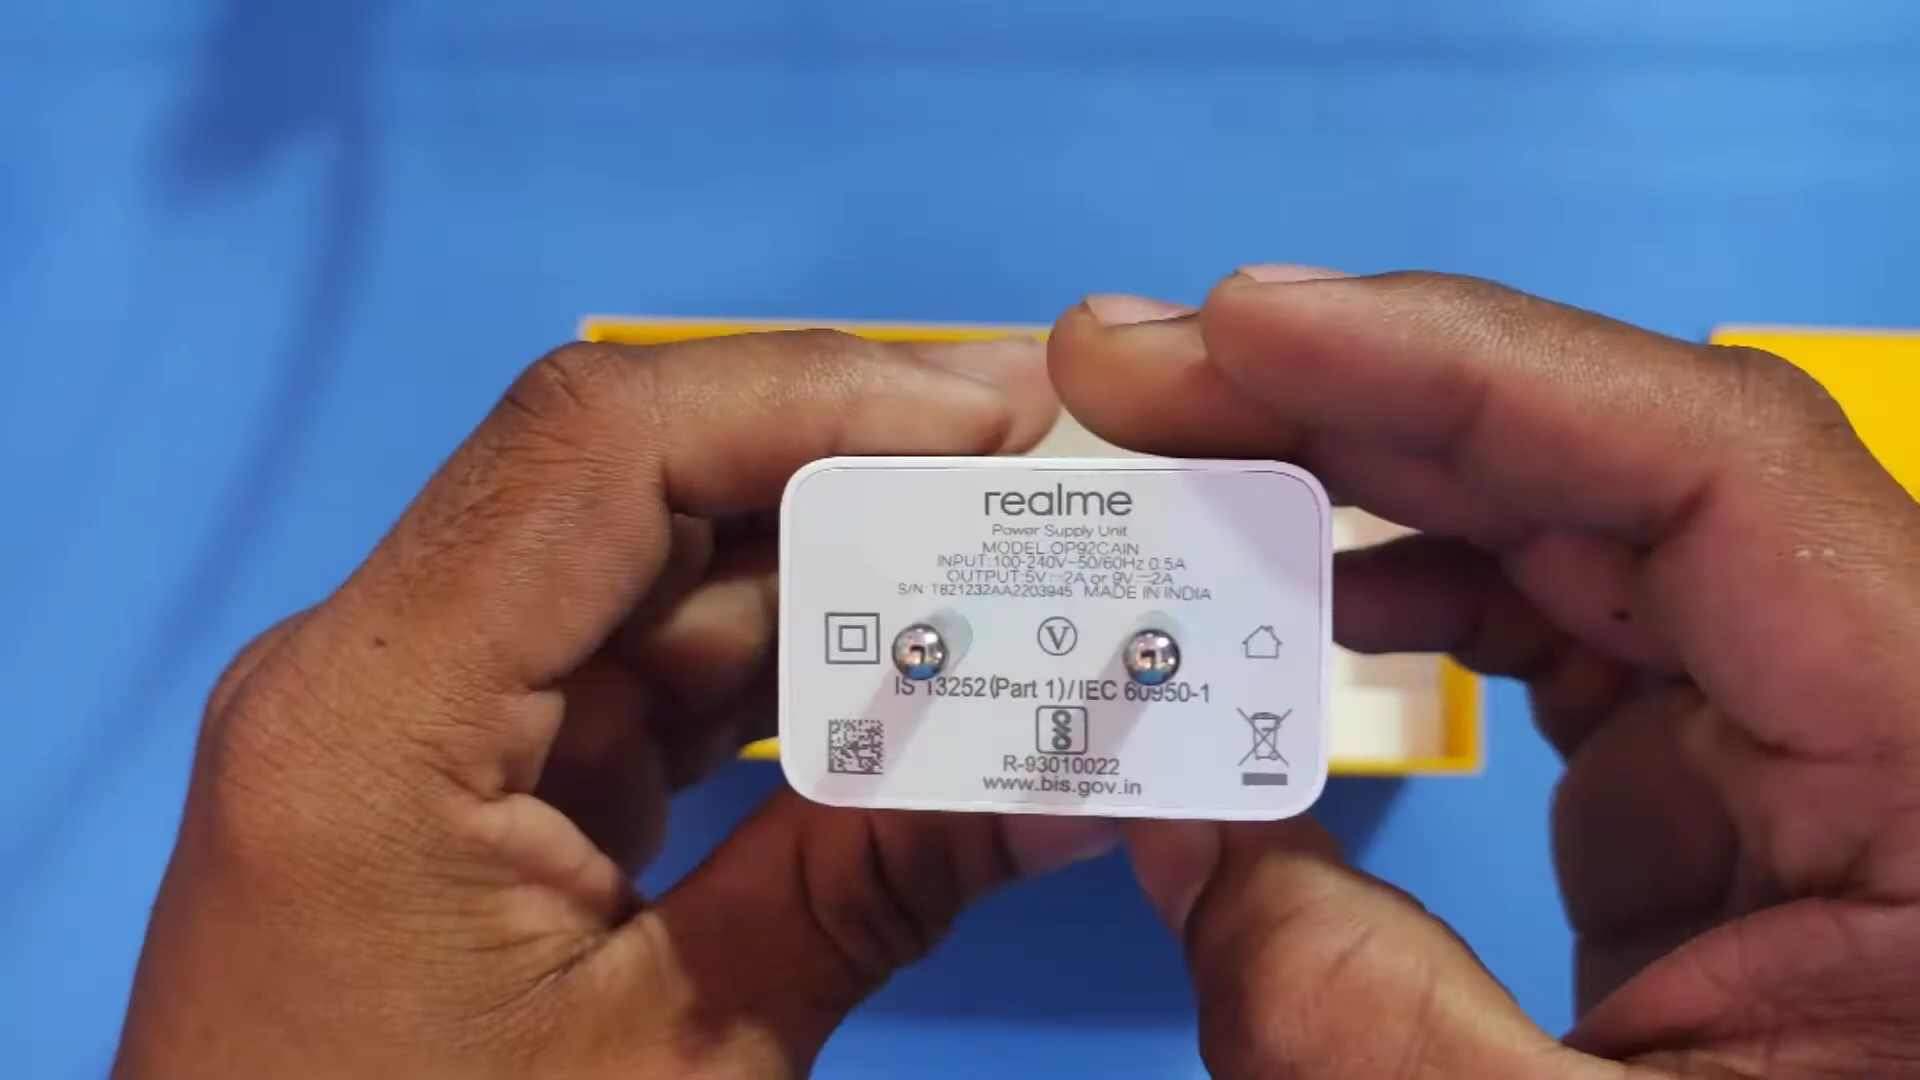 realme
Power Supply Unit
MODEL:OP92CAIN
INPUT:100-240V~50/60Hz 0.5A
OUTPUT:5V⎓2A or 9V⎓2A
S/N: TB21232AA2203945 MADE IN INDIA
V
IS 13252(Part 1)/IEC 60950-1
R-93010022
www.bis.gov.in